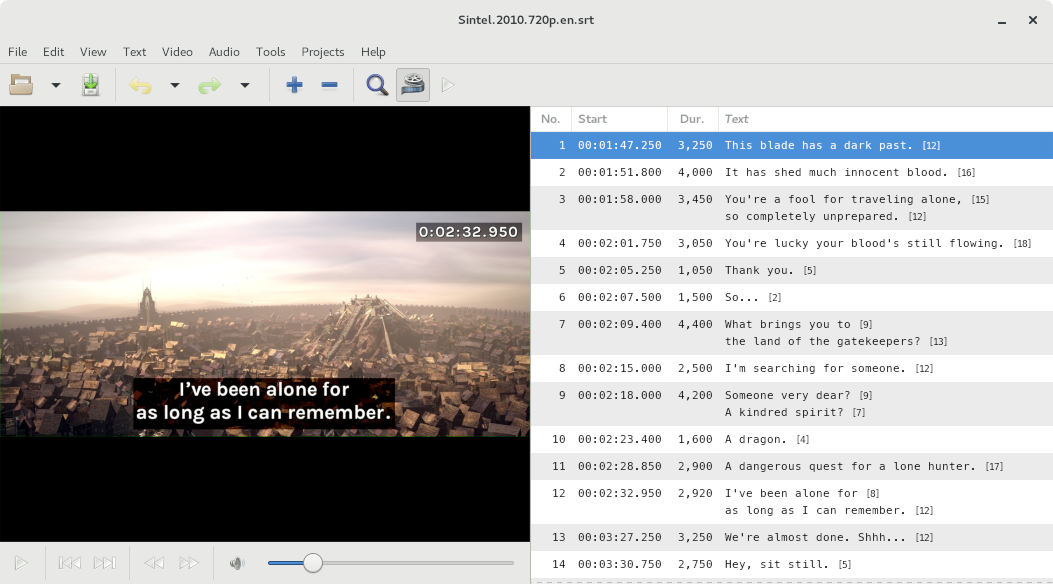 Sintel.2010.720p.en.srt
File Edit View Text Video Audio Tools Projects Help
0:02:32.950
I’ve been alone for
as long as I can remember.
No. Start Dur. Text
1 00:01:47.250 3,250 This blade has a dark past. [12]
2 00:01:51.800 4,000 It has shed much innocent blood. [16]
3 00:01:58.000 3,450 You're a fool for traveling alone, [15]
so completely unprepared. [12]
4 00:02:01.750 3,050 You're lucky your blood's still flowing. [18]
5 00:02:05.250 1,050 Thank you. [5]
6 00:02:07.500 1,500 So... [2]
7 00:02:09.400 4,400 What brings you to [9]
the land of the gatekeepers? [13]
8 00:02:15.000 2,500 I'm searching for someone. [12]
9 00:02:18.000 4,200 Someone very dear? [9]
A kindred spirit? [7]
10 00:02:23.400 1,600 A dragon. [4]
11 00:02:28.850 2,900 A dangerous quest for a lone hunter. [17]
12 00:02:32.950 2,920 I've been alone for [8]
as long as I can remember. [12]
13 00:03:27.250 3,250 We're almost done. Shhh... [12]
14 00:03:30.750 2,750 Hey, sit still. [5]